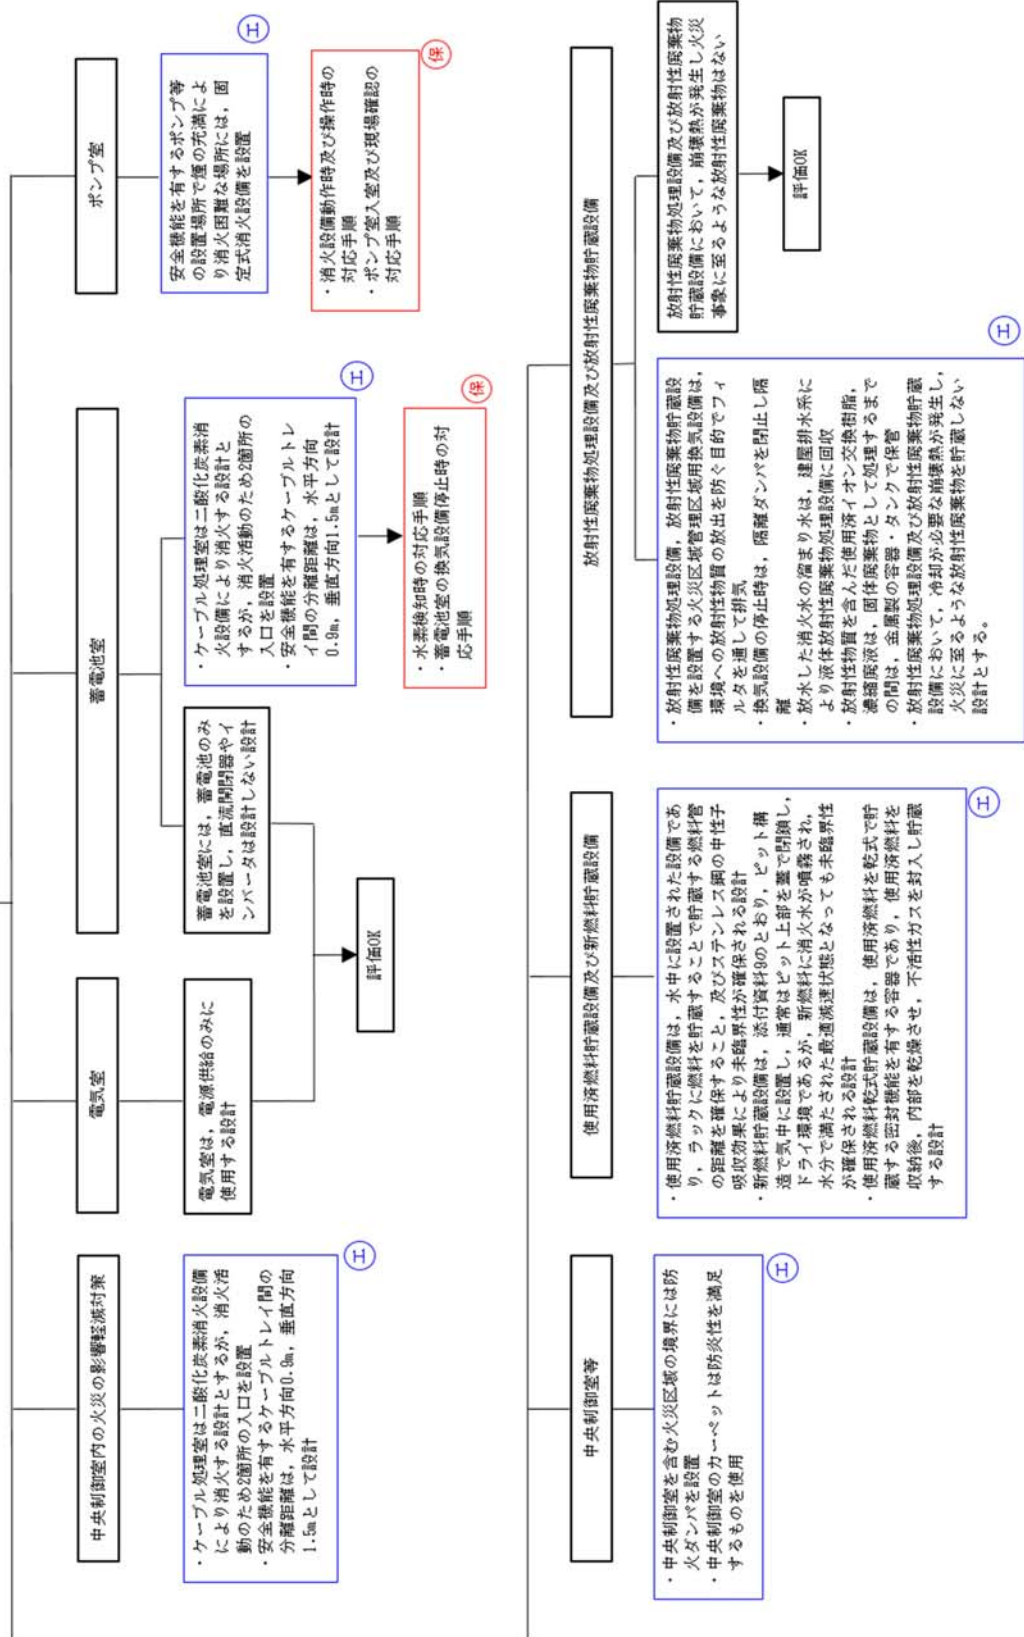 中央制御室内の火災の影響軽減対策
・ケーブル処理室は二酸化炭素消火設備
により消火する設計とするが，消火活
動のため2箇所の入口を設置
・安全機能を有するケーブルトレイ間の
分離距離は，水平方向0.9m，垂直方向
1.5mとして設計
エ
電気室
電気室は，電源供給のみに
使用する設計
蓄電池室
蓄電池室には，蓄電池のみ
を設置し，直流開閉器やイ
ンバータは設計しない設計
評価OK
・ケーブル処理室は二酸化炭素消
火設備により消火する設計と
するが，消火活動のため2箇所の
入口を設置
・安全機能を有するケーブルトレ
イ間の分離距離は，水平方向
0.9m，垂直方向1.5mとして設計
エ
・水素検知時の対応手順
・蓄電池室の換気設備停止時の対
応手順
保
ポンプ室
安全機能を有するポンプ等
の設置場所で煙の充満によ
り消火困難な場所には，固
定式消火設備を設置
エ
・消火設備動作時及び操作時の
対応手順
・ポンプ室入室及び現場確認の
対応手順
保
中央制御室等
・中央制御室を含む火災区域の境界には防
火ダンパを設置
・中央制御室のカーペットは防炎性を満足
するものを使用
エ
使用済燃料貯蔵設備及び新燃料貯蔵設備
・使用済燃料貯蔵設備は，水中に設置された設備であ
り，ラックに燃料を貯蔵することで貯蔵する燃料管
の距離を確保すること，及びステンレス鋼の中性子
吸収効果により未臨界性が確保される設計
・新燃料貯蔵設備は，添付資料9のとおり，ピット構
造で気中に設置し，通常はピット上部を蓋で閉鎖し，
ドライ環境であるが，新燃料に消火水が噴霧され，
水分で満たされた最適減速状態となっても未臨界性
が確保される設計
・使用済燃料乾式貯蔵設備は，使用済燃料を乾式で貯
蔵する密封機能を有する容器であり，使用済燃料を
収納後，内部を乾燥させ，不活性ガスを封入し貯蔵
する設計
エ
放射性廃棄物処理設備及び放射性廃棄物貯蔵設備
・放射性廃棄物処理設備，放射性廃棄物貯蔵設
備を設置する火災区域管理区域用換気設備は，
環境への放射性物質の放出を防ぐ目的でフィ
ルタを通して排気
・換気設備の停止時は，隔離ダンパを閉止し隔
離
・放水した消火水の溜まり水は，建屋排水系に
より液体放射性廃棄物処理設備に回収
・放射性物質を含んだ使用済イオン交換樹脂，
濃縮廃液は，固体廃棄物として処理するまで
の間は，金属製の容器・タンクで保管
・放射性廃棄物処理設備及び放射性廃棄物貯蔵
設備において，冷却が必要な崩壊熱が発生し，
火災に至るような放射性廃棄物を貯蔵しない
設計とする。
エ
放射性廃棄物処理設備及び放射性廃棄物
貯蔵設備において，崩壊熱が発生し火災
事象に至るような放射性廃棄物はない
評価OK